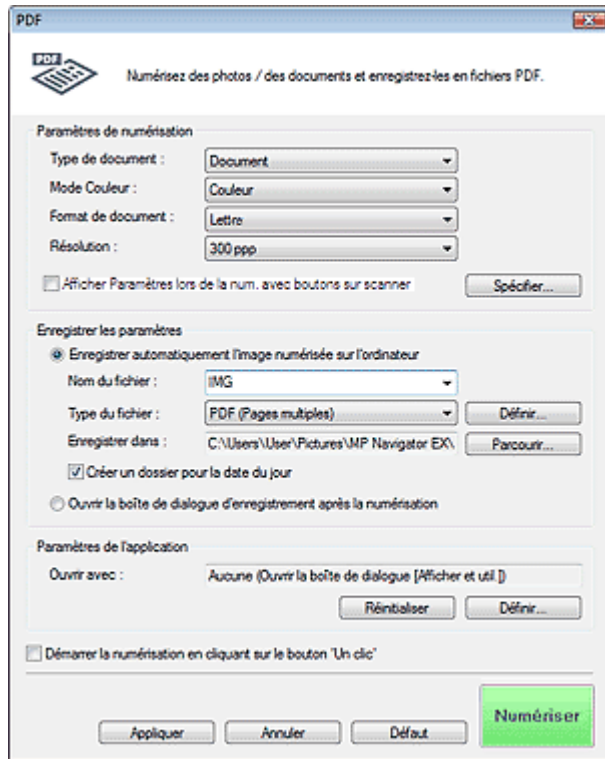 PDF
PDF
Numérisez des photos / des documents et enregistrez-les en fichiers PDF.
Paramètres de numérisation
Type de document : Document
Mode Couleur : Couleur
Format de document : Lettre
Résolution : 300 ppp
Afficher Paramètres lors de la num. avec boutons sur scanner Spécifier...
Enregistrer les paramètres
Enregistrer automatiquement l'image numérisée sur l'ordinateur
Nom du fichier : IMG
Type du fichier : PDF (Pages multiples) Définir...
Enregistrer dans : C:\Users\User\Pictures\MP Navigator EX\ Parcourir...
Créer un dossier pour la date du jour
Ouvrir la boîte de dialogue d'enregistrement après la numérisation
Paramètres de l'application
Ouvrir avec : Aucune (Ouvrir la boîte de dialogue [Afficher et util.])
Réinitialiser Définir...
Démarrer la numérisation en cliquant sur le bouton "Un clic"
Appliquer Annuler Défaut Numériser